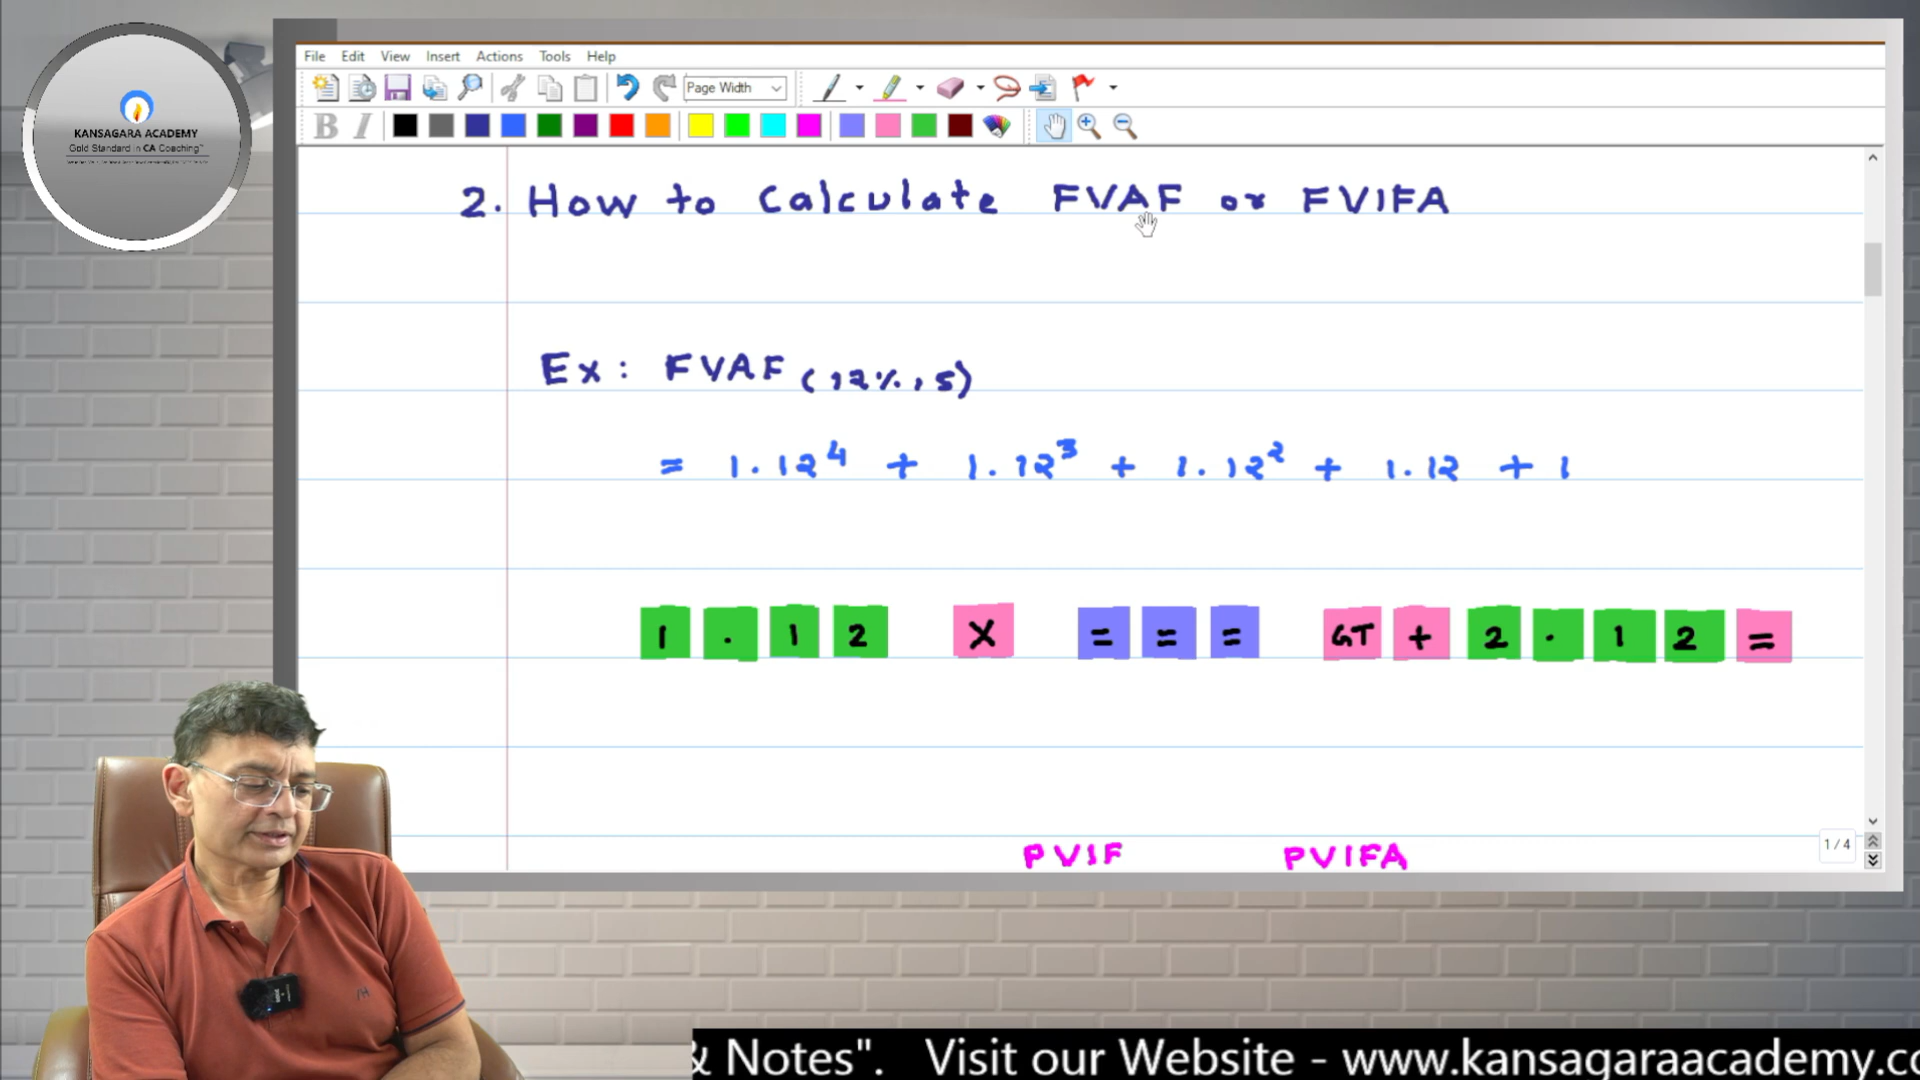 KANSAGARA ACADEMY
Gold Standard in CA Coaching™
File Edit View Insert Actions Tools Help
Page Width
B I
2. How to Calculate FVAF or FVIFA
Ex: FVAF (12%, 5)
= 1.12⁴ + 1.12³ + 1.12² + 1.12 + 1
1 . 1 2 X = = = GT + 2 . 1 2 =
PVIF PVIFA
1 / 4
& Notes". Visit our Website - www.kansagaraacademy.co